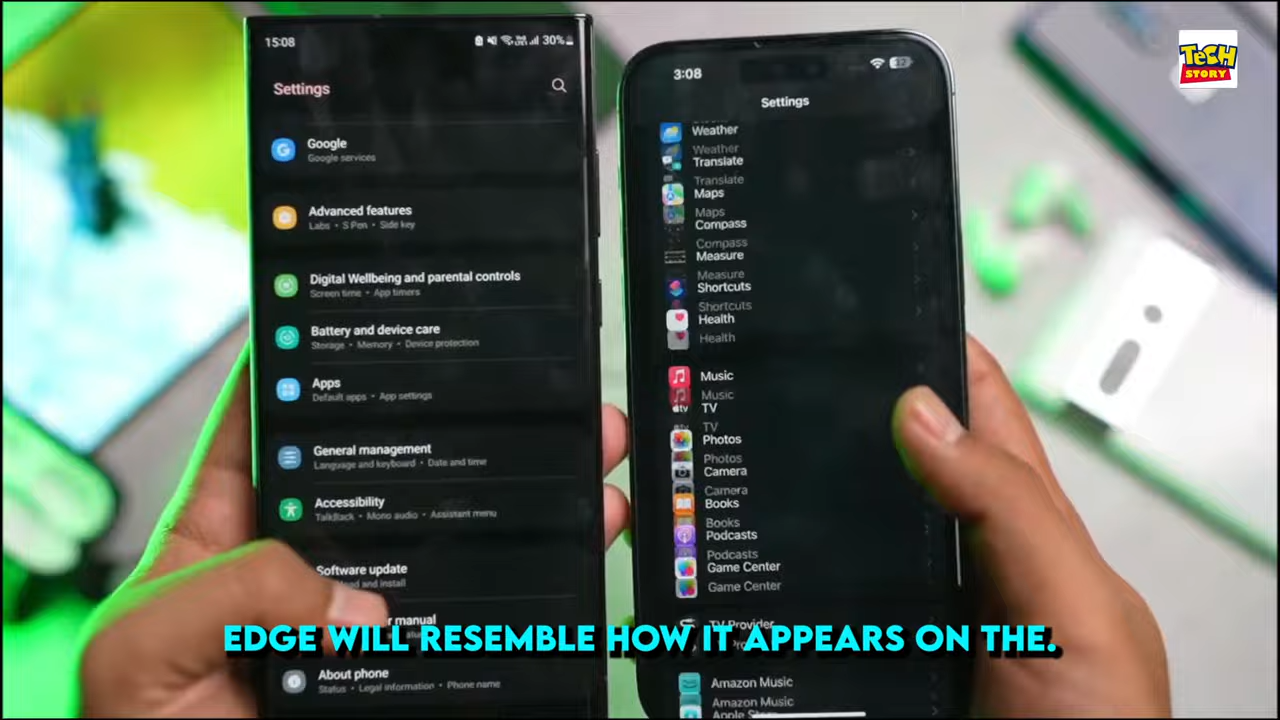 15:08
30%
Settings
Google
Google services
Advanced features
Labs • S Pen • Side key
Digital Wellbeing and parental controls
Screen time • App timers
Battery and device care
Storage • Memory • Device protection
Apps
Default apps • App settings
General management
Language and keyboard • Date and time
Accessibility
TalkBack • Mono audio • Assistant menu
Software update
and install
manual
About phone
Status • Legal information • Phone name
3:08
Settings
Weather
Weather
Translate
Translate
Maps
Maps
Compass
Compass
Measure
Measure
Shortcuts
Shortcuts
Health
Health
Music
Music
TV
TV
Photos
Photos
Camera
Camera
Books
Books
Podcasts
Podcasts
Game Center
Game Center
TV Provider
Amazon Music
Amazon Music
TECH
STORY
EDGE WILL RESEMBLE HOW IT APPEARS ON THE.